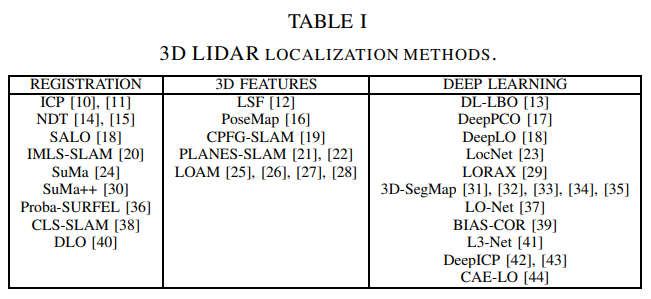 TABLE I
3D LIDAR LOCALIZATION METHODS.
REGISTRATION 3D FEATURES DEEP LEARNING
ICP [10], [11] LSF [12] DL-LBO [13]
NDT [14], [15] PoseMap [16] DeepPCO [17]
SALO [18] CPFG-SLAM [19] DeepLO [18]
IMLS-SLAM [20] PLANES-SLAM [21], [22] LocNet [23]
SuMa [24] LOAM [25], [26], [27], [28] LORAX [29]
SuMa++ [30] 3D-SegMap [31], [32], [33], [34], [35]
Proba-SURFEL [36] LO-Net [37]
CLS-SLAM [38] BIAS-COR [39]
DLO [40] L3-Net [41]
DeepICP [42], [43]
CAE-LO [44]